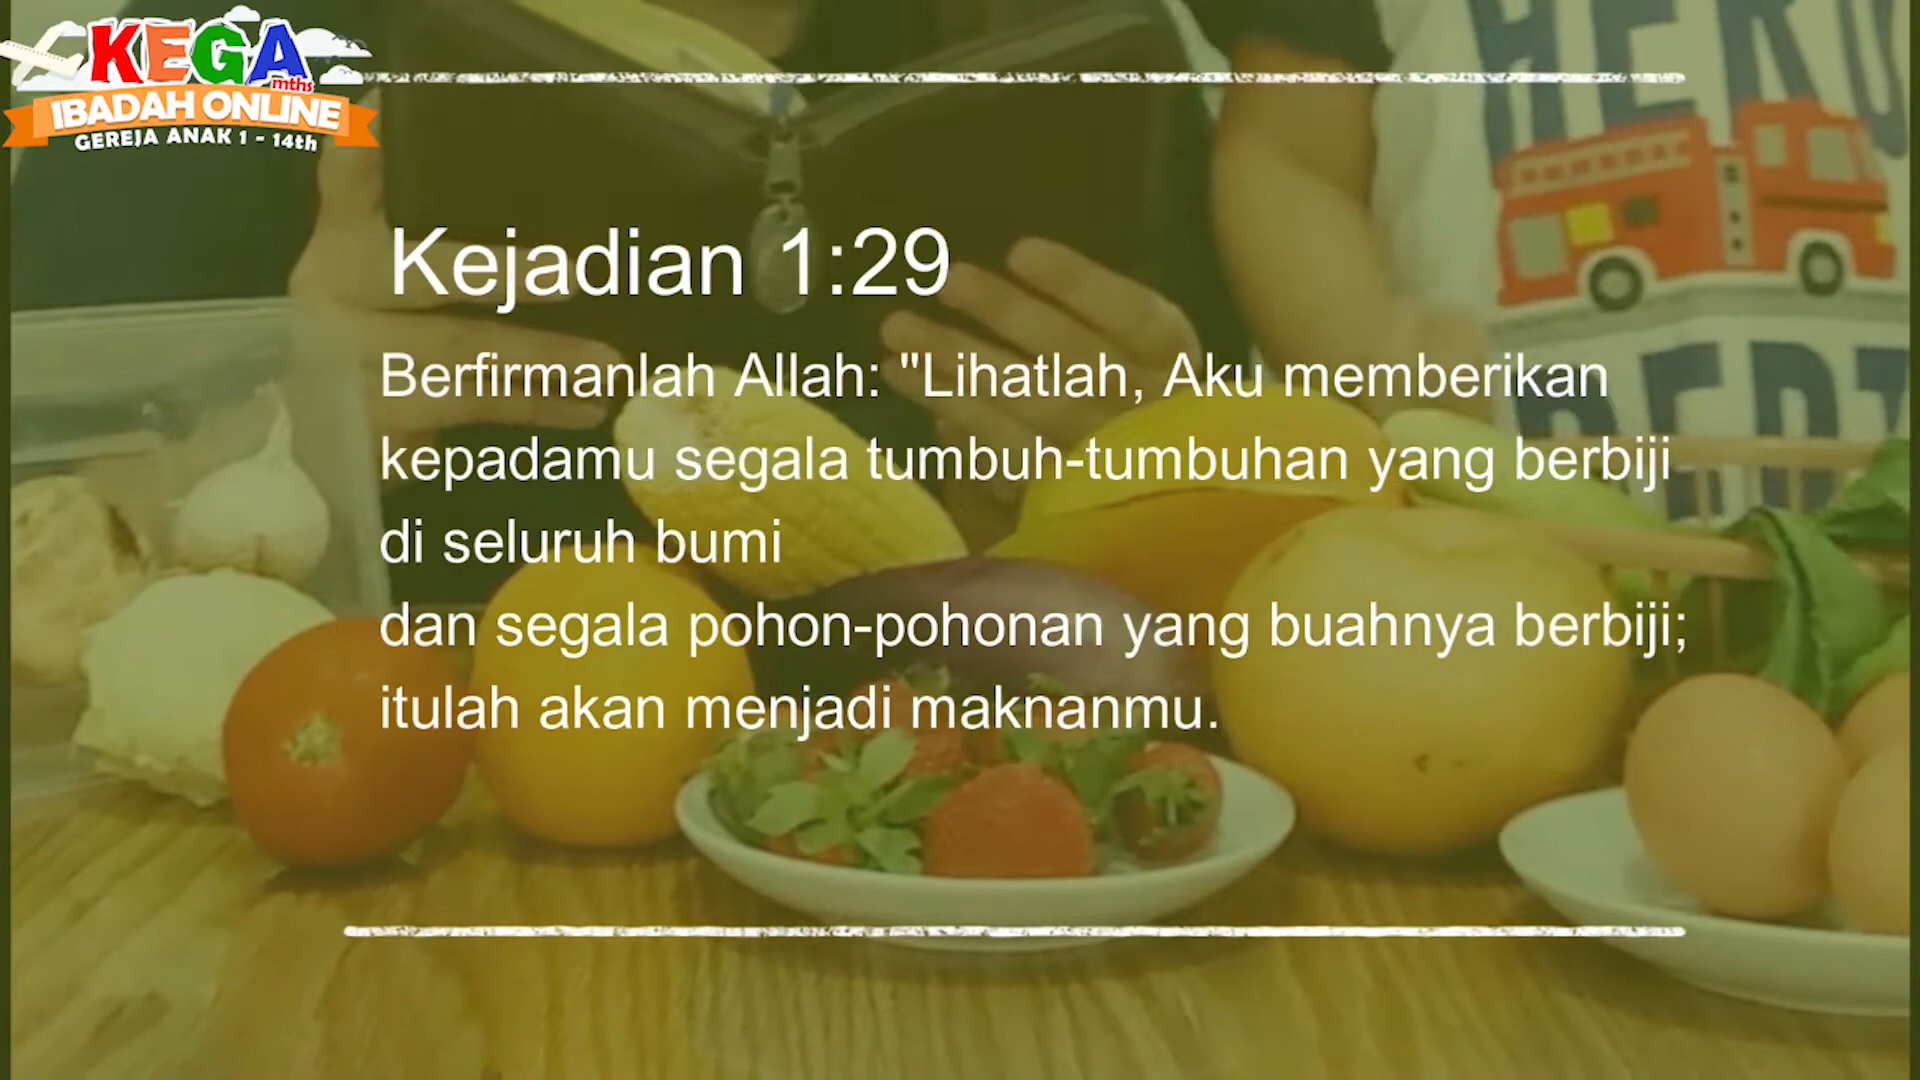 KEGA
mths
IBADAH ONLINE
GEREJA ANAK 1 - 14th
Kejadian 1:29
Berfirmanlah Allah: "Lihatlah, Aku memberikan
kepadamu segala tumbuh-tumbuhan yang berbiji
di seluruh bumi
dan segala pohon-pohonan yang buahnya berbiji;
itulah akan menjadi maknanmu.